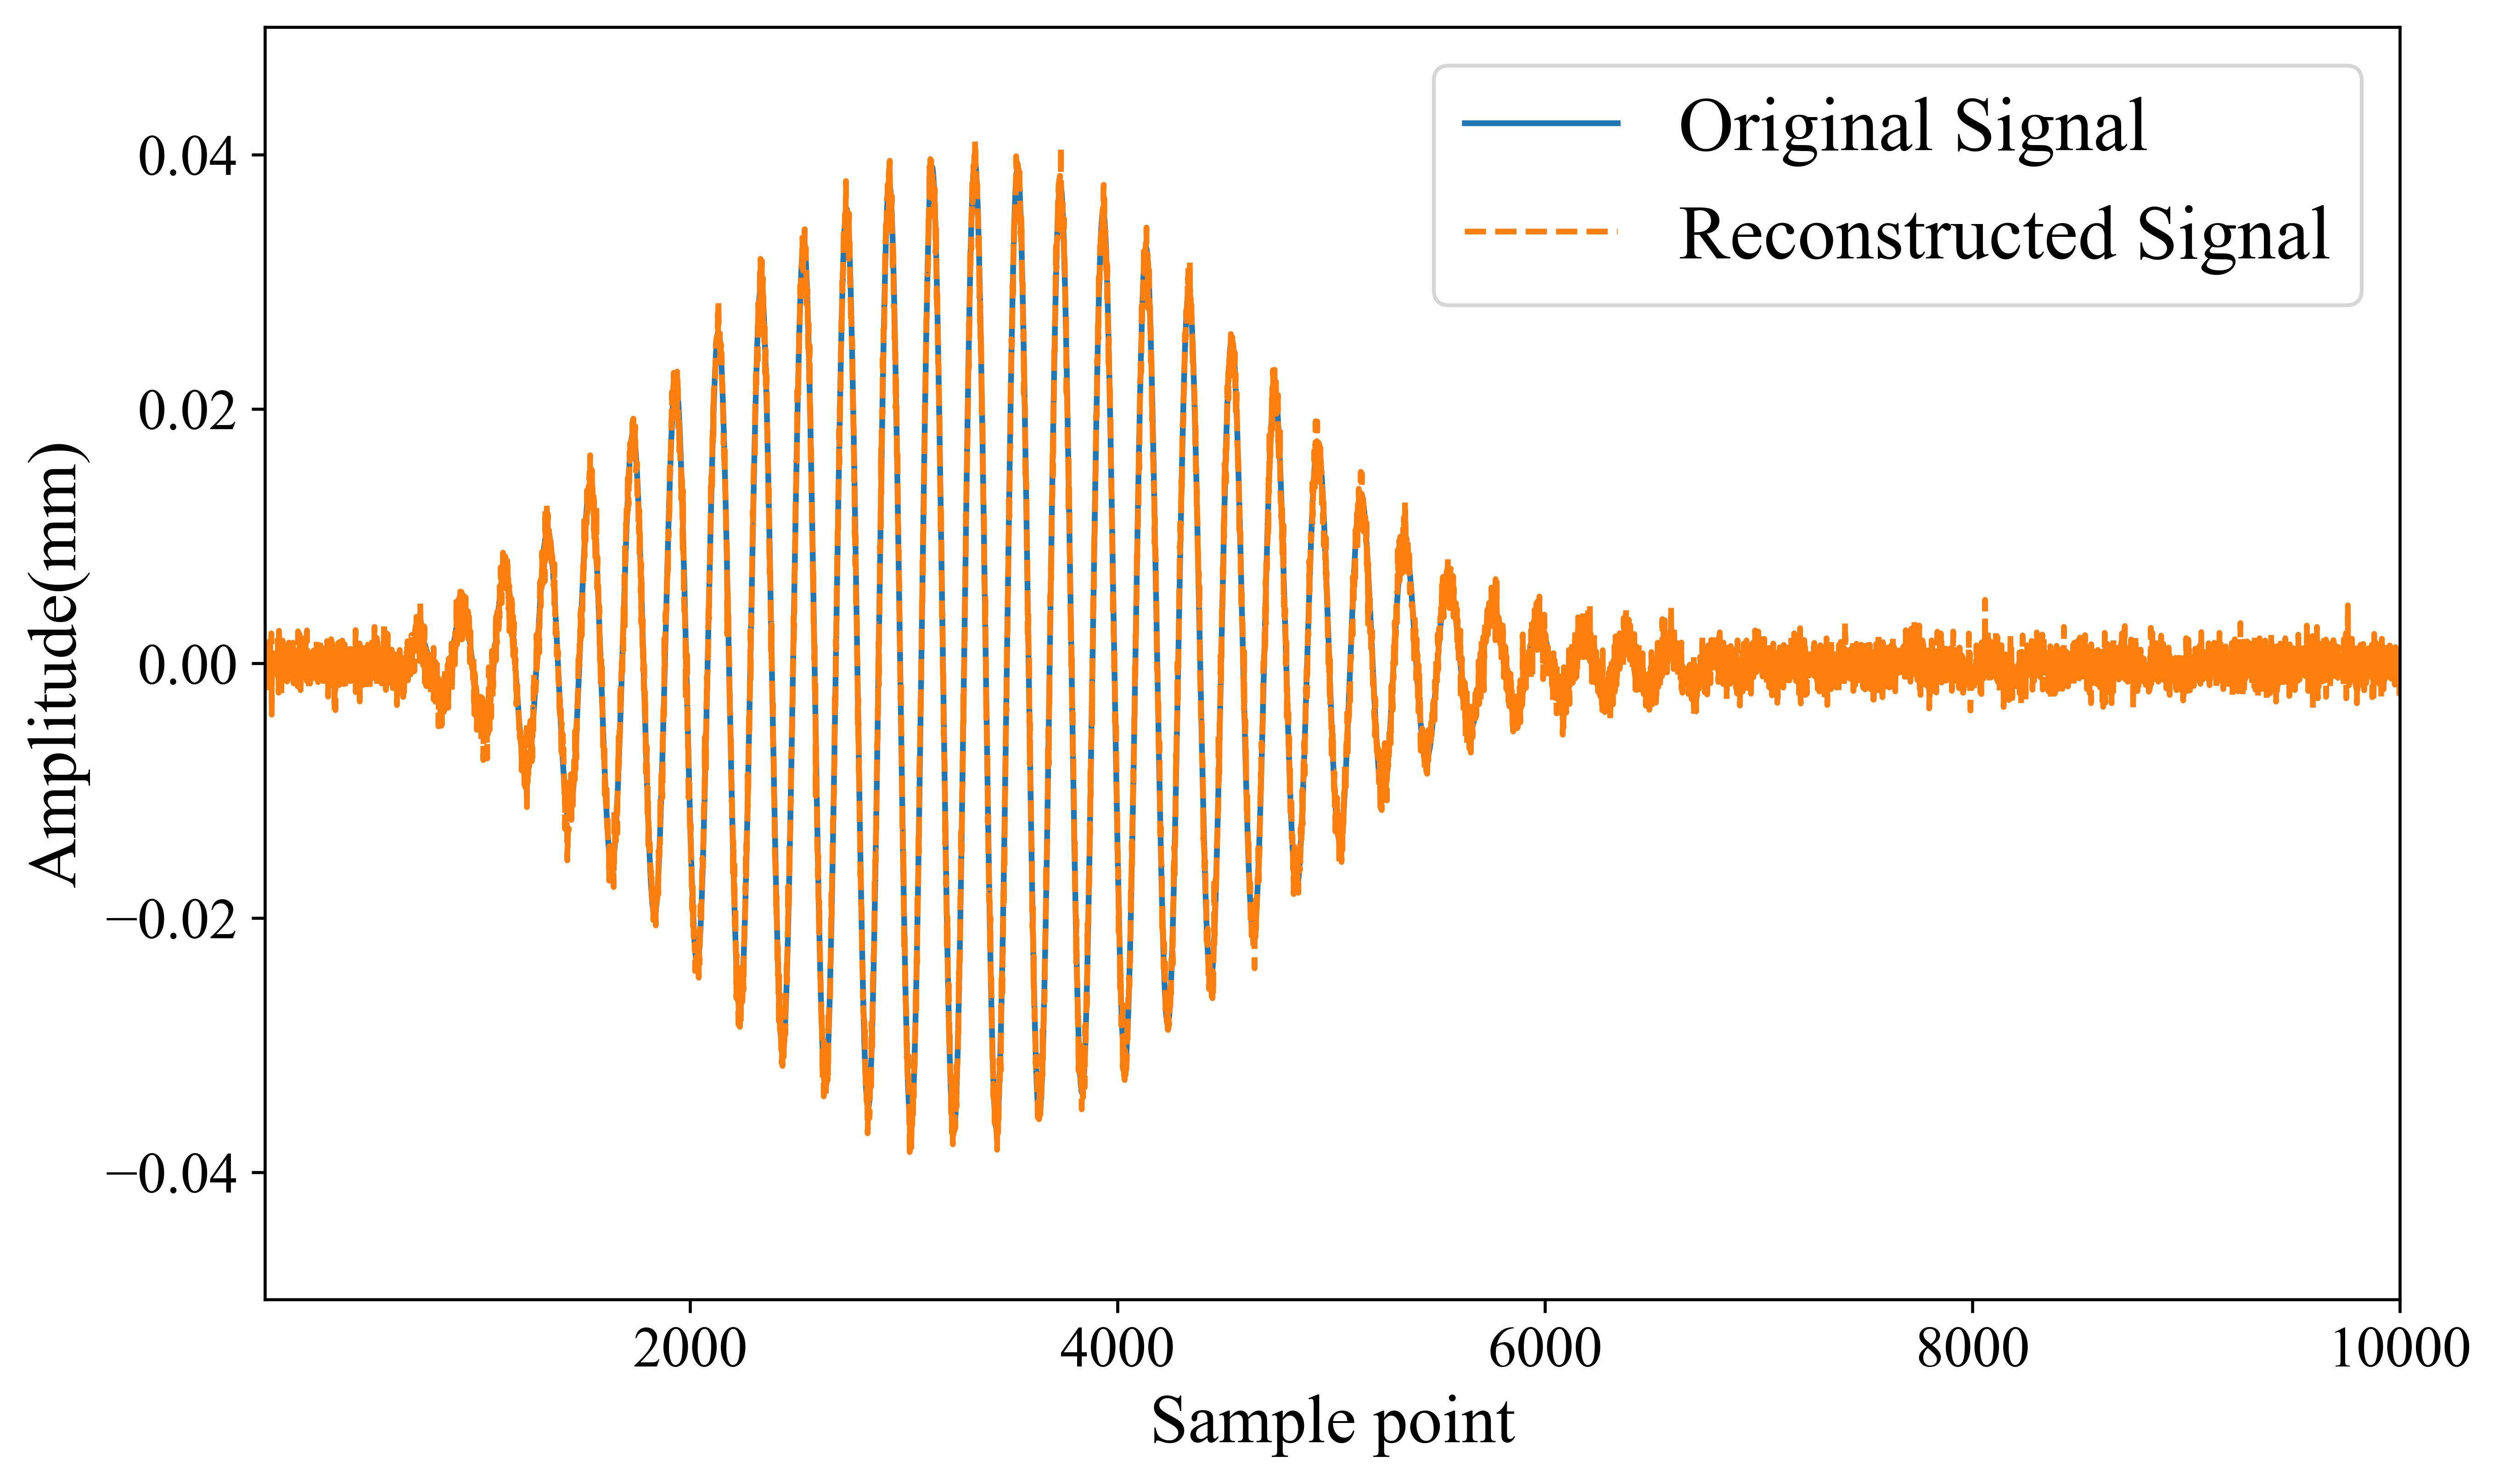 Original Signal
Reconstructed Signal
0.04
0.02
0.00
−0.02
−0.04
Amplitude(mm)
2000 4000 6000 8000 10000
Sample point